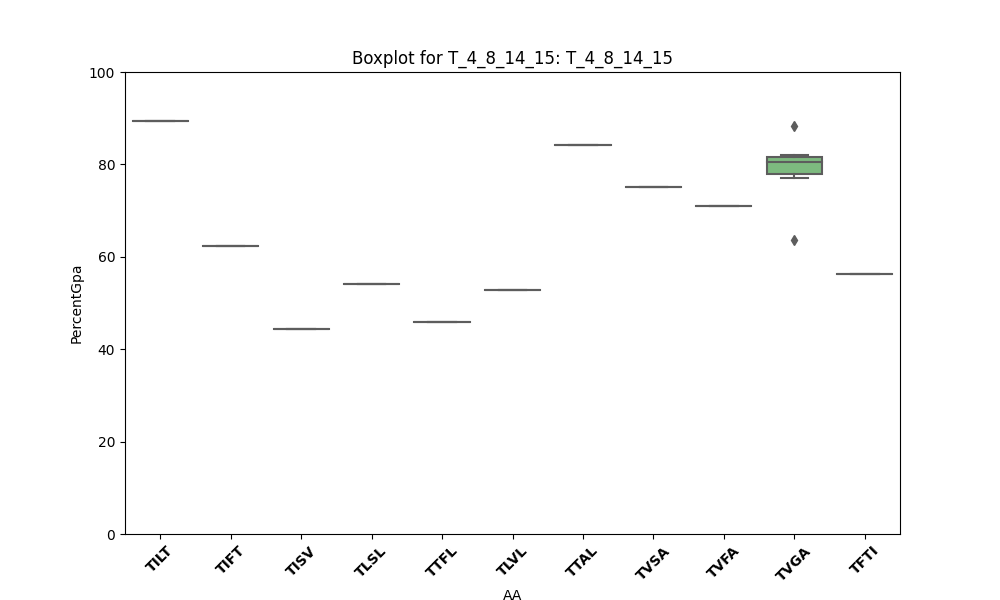 Boxplot for T_4_8_14_15: T_4_8_14_15
PercentGpa
100
80
60
40
20
0
TILT TIFT TISV TLSL TTFL TLVL TTAL TVSA TVFA TVGA TFTI
AA